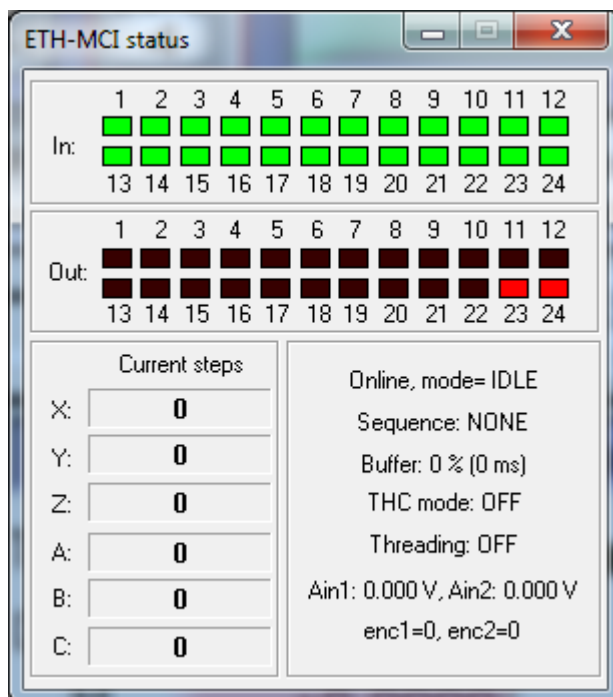 ETH-MCI status
1 2 3 4 5 6 7 8 9 10 11 12
In:
13 14 15 16 17 18 19 20 21 22 23 24
1 2 3 4 5 6 7 8 9 10 11 12
Out:
13 14 15 16 17 18 19 20 21 22 23 24
Current steps
X: 0
Y: 0
Z: 0
A: 0
B: 0
C: 0
Online, mode= IDLE
Sequence: NONE
Buffer: 0 % (0 ms)
THC mode: OFF
Threading: OFF
Ain1: 0.000 V, Ain2: 0.000 V
enc1=0, enc2=0